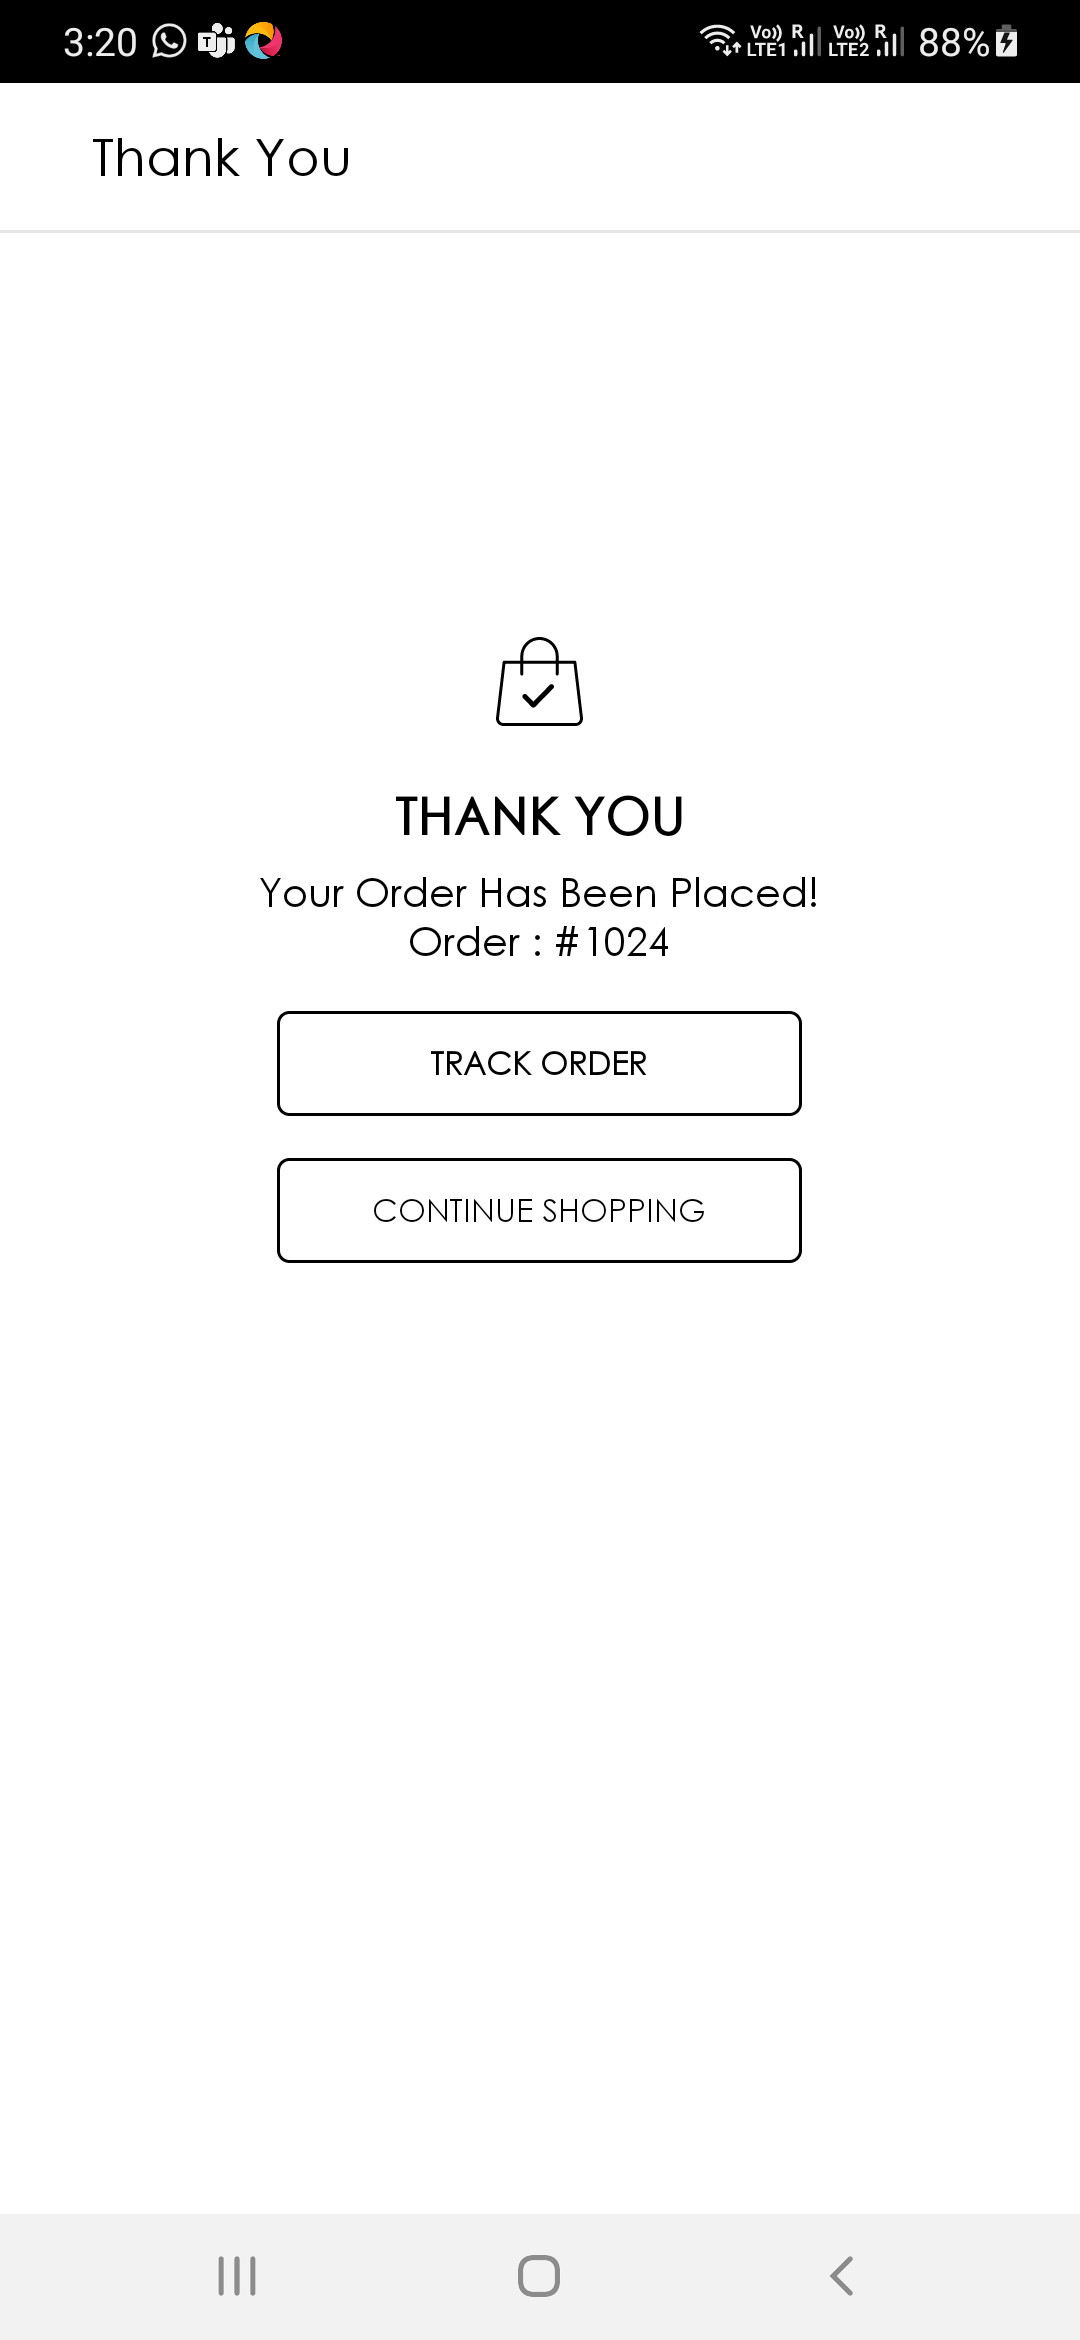 3:20 T Vo)) LTE1 R Vo)) LTE2 R 88%
Thank You
THANK YOU
Your Order Has Been Placed!
Order : #1024
TRACK ORDER
CONTINUE SHOPPING